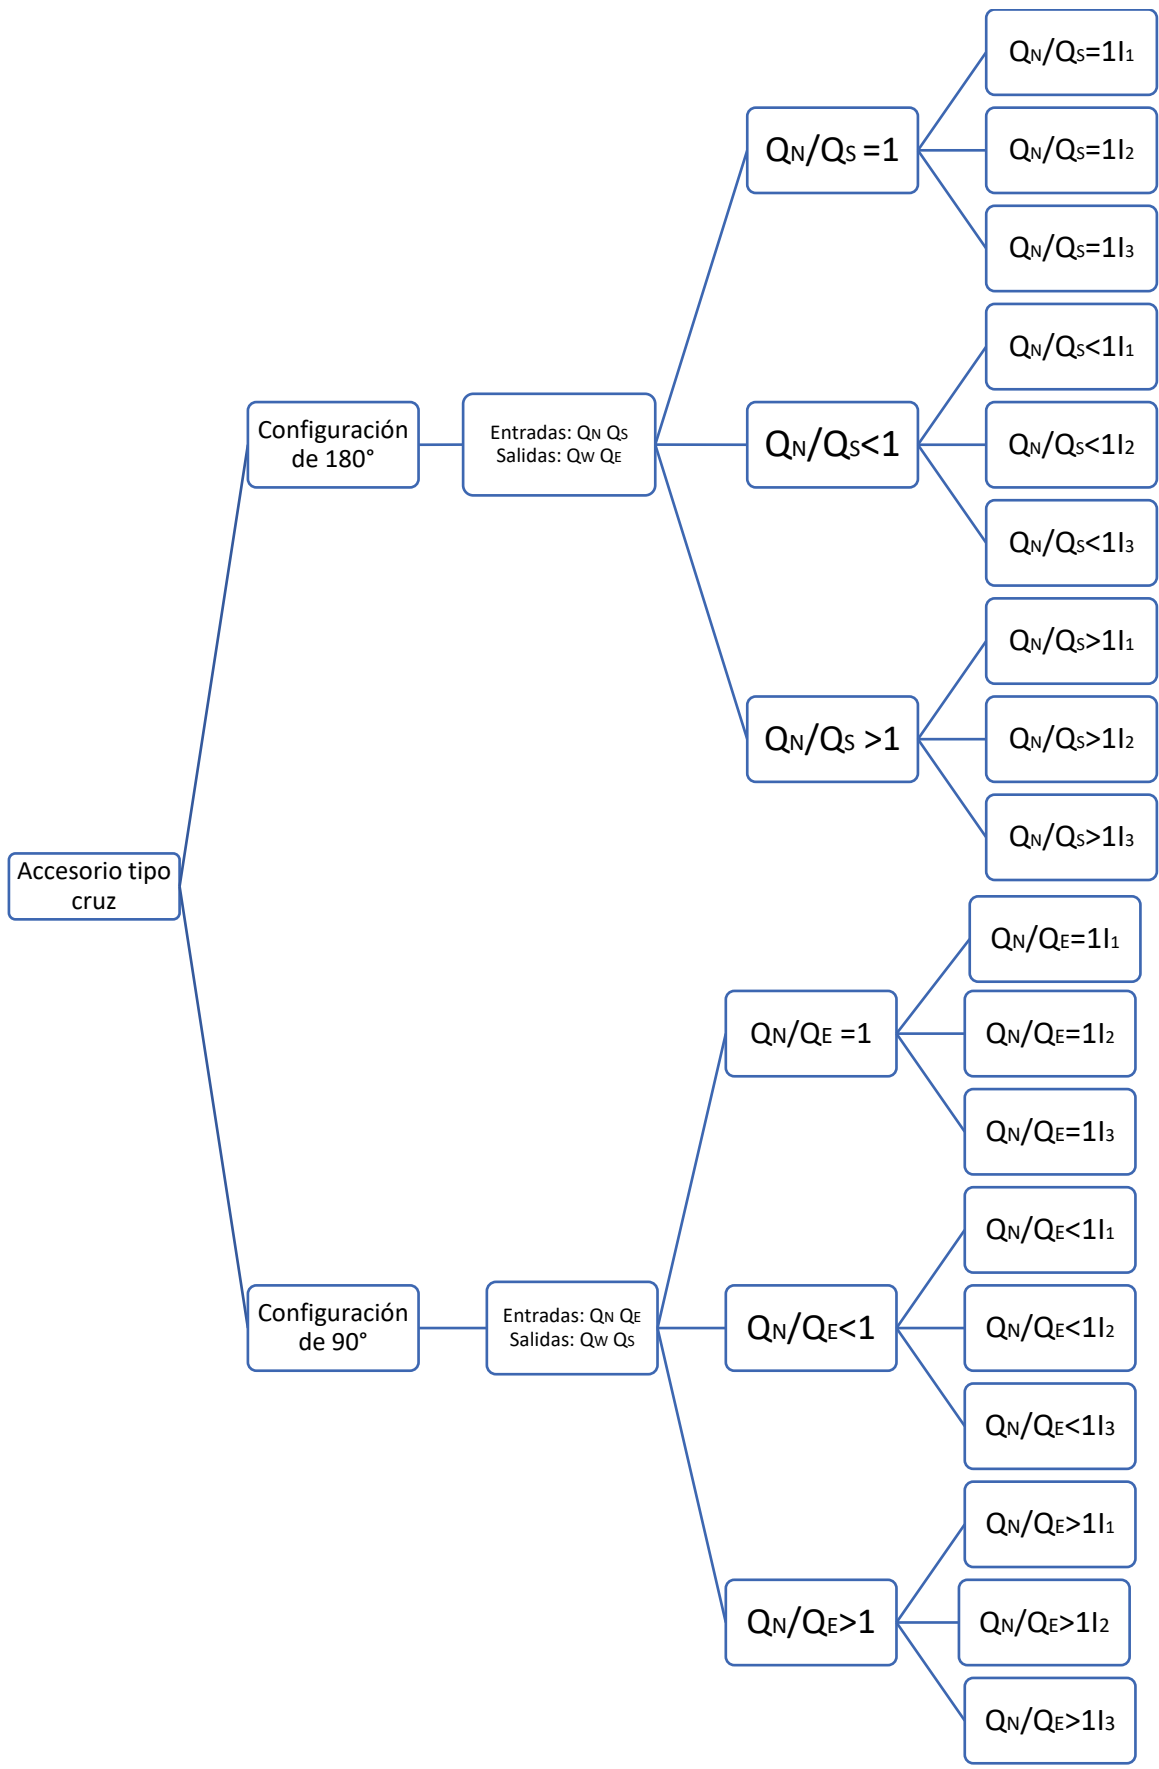 Accesorio tipo
cruz
Configuración
de 180°
Entradas: QN QS
Salidas: QW QE
QN/QS =1
QN/QS=1I1
QN/QS=1I2
QN/QS=1I3
QN/QS<1
QN/QS<1I1
QN/QS<1I2
QN/QS<1I3
QN/QS >1
QN/QS>1I1
QN/QS>1I2
QN/QS>1I3
Configuración
de 90°
Entradas: QN QE
Salidas: QW QS
QN/QE =1
QN/QE=1I1
QN/QE=1I2
QN/QE=1I3
QN/QE<1
QN/QE<1I1
QN/QE<1I2
QN/QE<1I3
QN/QE>1
QN/QE>1I1
QN/QE>1I2
QN/QE>1I3